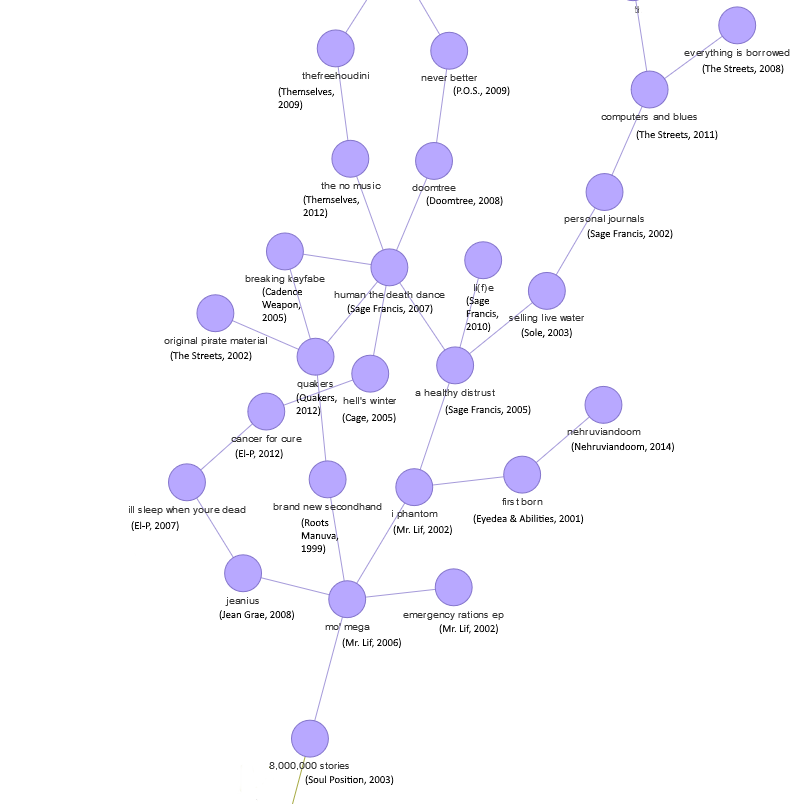 everything is borrowed
(The Streets, 2008)
thefreehoudini
(Themselves,
2009)
never better
(P.O.S., 2009)
computers and blues
(The Streets, 2011)
the no music
(Themselves,
2012)
doomtree
(Doomtree, 2008)
personal journals
(Sage Francis, 2002)
breaking kayfabe
(Cadence
Weapon,
2005)
human the death dance
(Sage Francis, 2007)
li(f)e
(Sage
Francis,
2010)
selling live water
(Sole, 2003)
original pirate material
(The Streets, 2002)
quakers
(Quakers,
2012)
hell's winter
(Cage, 2005)
a healthy distrust
(Sage Francis, 2005)
cancer for cure
(El-P, 2012)
nehruviandoom
(Nehruviandoom, 2014)
ill sleep when youre dead
(El-P, 2007)
brand new secondhand
(Roots
Manuva,
1999)
i phantom
(Mr. Lif, 2002)
first born
(Eyedea & Abilities, 2001)
jeanius
(Jean Grae, 2008)
mo' mega
(Mr. Lif, 2006)
emergency rations ep
(Mr. Lif, 2002)
8,000,000 stories
(Soul Position, 2003)